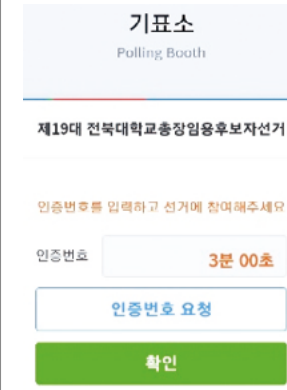 기표소
Polling Booth
제19대 전북대학교총장임용후보자선거
인증번호를 입력하고 선거에 참여해주세요
인증번호
3분 00초
인증번호 요청
확인